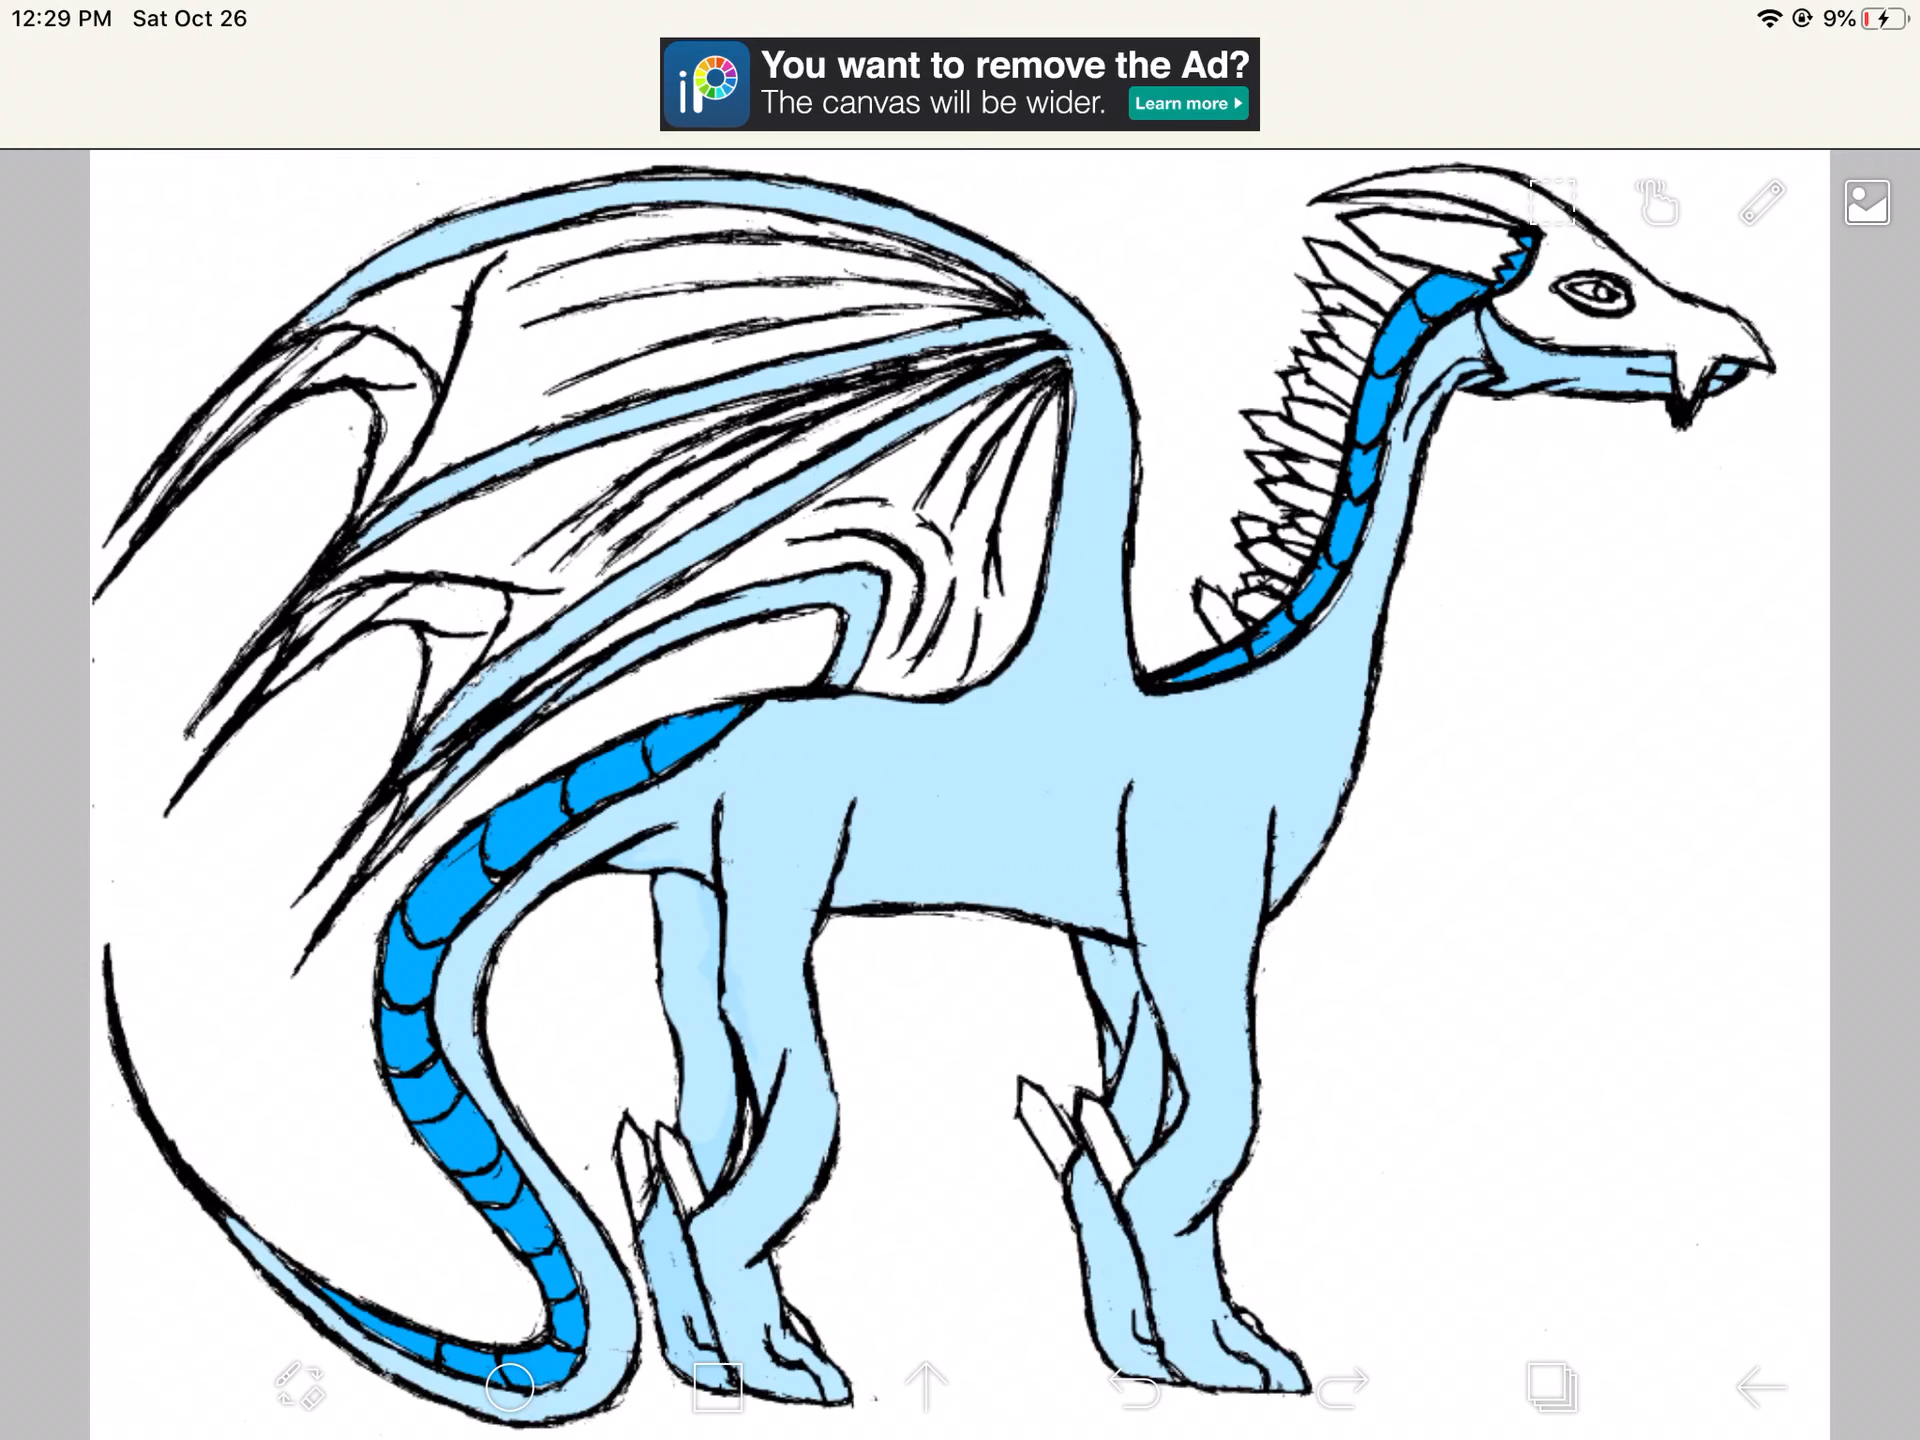 12:29 PM Sat Oct 26
9%
iP
You want to remove the Ad?
The canvas will be wider.
Learn more